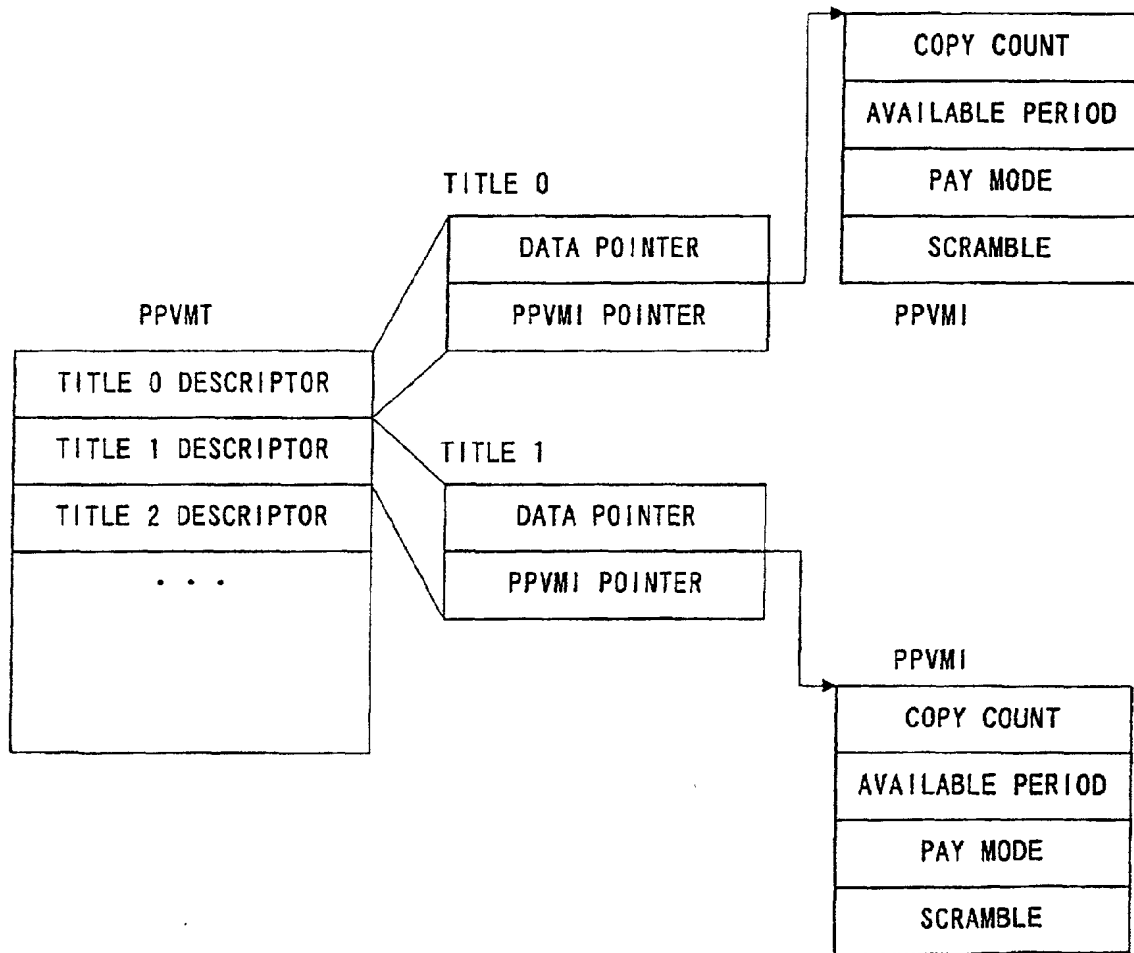 COPY COUNT
AVAILABLE PERIOD
PAY MODE
SCRAMBLE
PPVMI
TITLE 0
DATA POINTER
PPVMI POINTER
PPVMT
TITLE 0 DESCRIPTOR
TITLE 1 DESCRIPTOR
TITLE 2 DESCRIPTOR
...
TITLE 1
DATA POINTER
PPVMI POINTER
PPVMI
COPY COUNT
AVAILABLE PERIOD
PAY MODE
SCRAMBLE